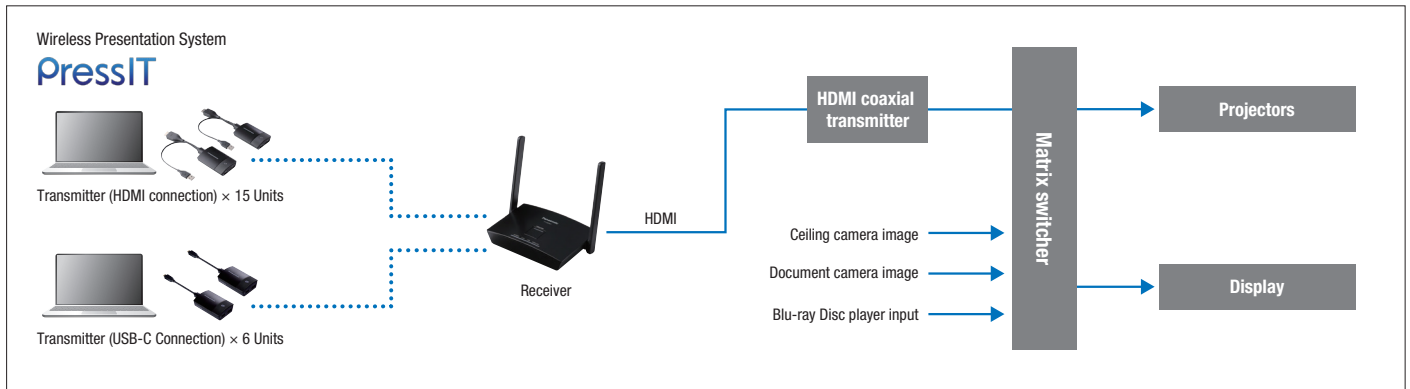 Wireless Presentation System
PressIT
Transmitter (HDMI connection) × 15 Units
Transmitter (USB-C Connection) × 6 Units
Receiver
HDMI
HDMI coaxial
transmitter
Ceiling camera image
Document camera image
Blu-ray Disc player input
Matrix switcher
Projectors
Display